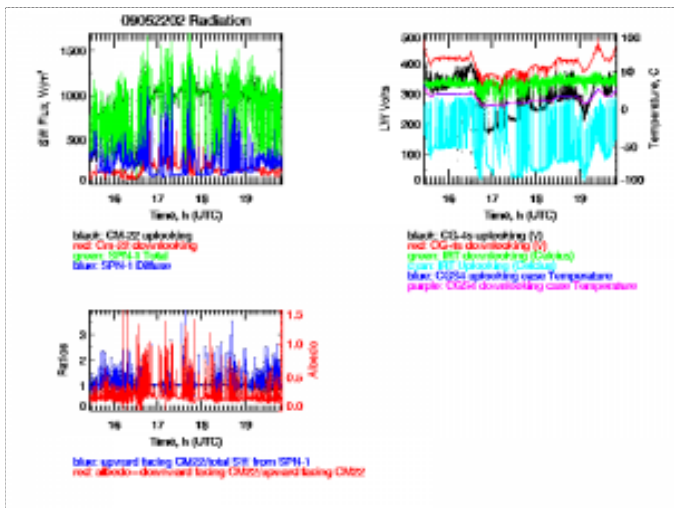 09052202 Radiation
1500
1000
500
0
SW Flux, W/m²
16 17 18 19
Time, h (UTC)
black: CM-22 uplooking
red: Cm-22 downlooking
green: SPN-1 Total
blue: SPN-1 Diffuse
500
400
300
200
100
0
LW Volts
100
50
0
-50
-100
Temperature, C
16 17 18 19
Time, h (UTC)
black: CG-4s uplooking (V)
red: CG-4s downlooking (V)
green: IRT downlooking (Celcius)
cyan: IRT Uplooking (Celcius)
blue: CGS4 uplooking case Temperature
purple: CGS4 downlooking case Temperature
3
2
1
0
Ratios
1.5
1.0
0.5
0.0
Albedo
16 17 18 19
Time, h (UTC)
blue: upward facing CM22/total SW from SPN-1
red: albedo=downward facing CM22/upward facing CM22